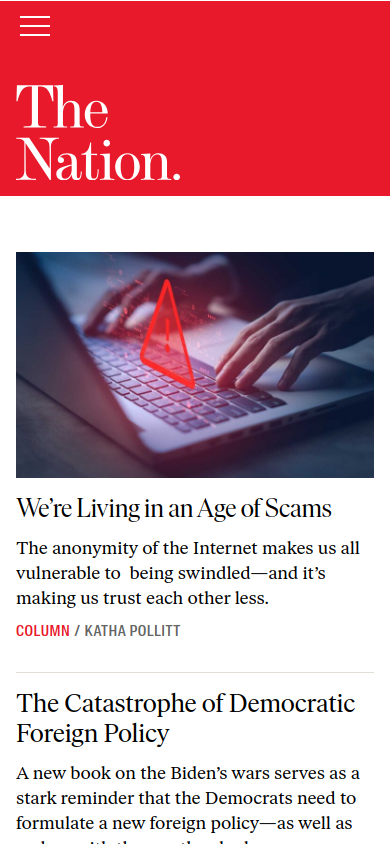 The
Nation.
We're Living in an Age of Scams
The anonymity of the Internet makes us all
vulnerable to  being swindled—and it's
making us trust each other less.
COLUMN / KATHA POLLITT
The Catastrophe of Democratic
Foreign Policy
A new book on the Biden's wars serves as a
stark reminder that the Democrats need to
formulate a new foreign policy—as well as